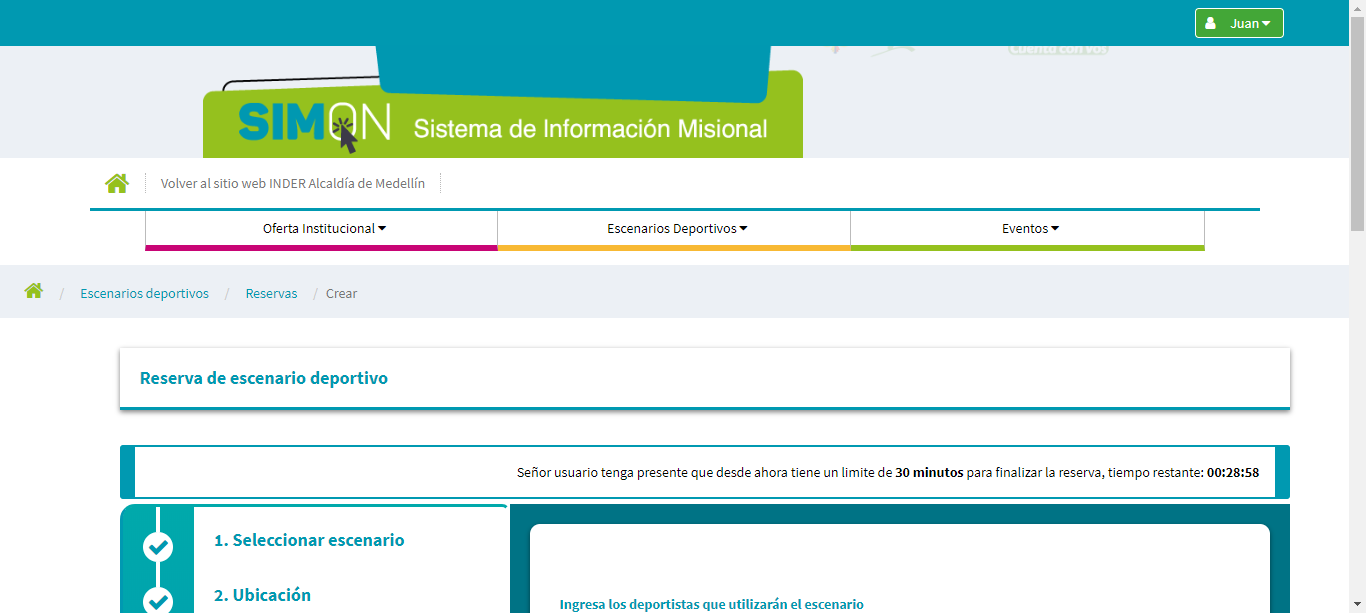 Juan
Cuenta con vos
SIMON Sistema de Información Misional
Volver al sitio web INDER Alcaldía de Medellín
Oferta Institucional
Escenarios Deportivos
Eventos
/ Escenarios deportivos / Reservas / Crear
Reserva de escenario deportivo
Señor usuario tenga presente que desde ahora tiene un limite de 30 minutos para finalizar la reserva, tiempo restante: 00:28:58
1. Seleccionar escenario
2. Ubicación
Ingresa los deportistas que utilizarán el escenario